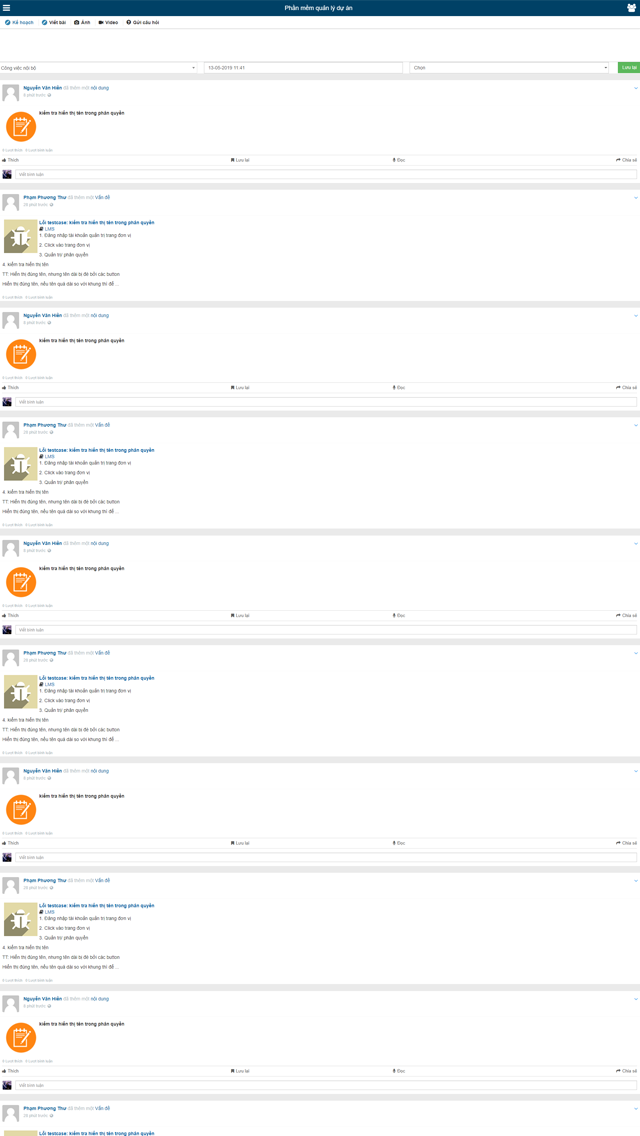 Phần mềm quản lý dự án
Kế hoạch Viết bài Ảnh Video Gửi câu hỏi
Công việc nội bộ 13-05-2019 11:41 Chọn Lưu lại
Nguyễn Văn Hiến đã thêm một nội dung
8 phút trước
kiểm tra hiển thị tên trong phân quyền
0 Lượt thích 0 Lượt bình luận
Thích Lưu lại Đọc Chia sẻ
Viết bình luận
Phạm Phương Thư đã thêm một Vấn đề
28 phút trước
Lỗi testcase: kiểm tra hiển thị tên trong phân quyền
LMS
1. Đăng nhập tài khoản quản trị trang đơn vị
2. Click vào trang đơn vị
3. Quản trị/ phân quyền
4. kiểm tra hiển thị tên
TT: Hiển thị đúng tên, nhưng tên dài bị đè bởi các button
Hiển thị đúng tên, nếu tên quá dài so với khung thì để ...
0 Lượt thích 0 Lượt bình luận
Nguyễn Văn Hiến đã thêm một nội dung
8 phút trước
kiểm tra hiển thị tên trong phân quyền
0 Lượt thích 0 Lượt bình luận
Thích Lưu lại Đọc Chia sẻ
Viết bình luận
Phạm Phương Thư đã thêm một Vấn đề
28 phút trước
Lỗi testcase: kiểm tra hiển thị tên trong phân quyền
LMS
1. Đăng nhập tài khoản quản trị trang đơn vị
2. Click vào trang đơn vị
3. Quản trị/ phân quyền
4. kiểm tra hiển thị tên
TT: Hiển thị đúng tên, nhưng tên dài bị đè bởi các button
Hiển thị đúng tên, nếu tên quá dài so với khung thì để ...
0 Lượt thích 0 Lượt bình luận
Nguyễn Văn Hiến đã thêm một nội dung
8 phút trước
kiểm tra hiển thị tên trong phân quyền
0 Lượt thích 0 Lượt bình luận
Thích Lưu lại Đọc Chia sẻ
Viết bình luận
Phạm Phương Thư đã thêm một Vấn đề
28 phút trước
Lỗi testcase: kiểm tra hiển thị tên trong phân quyền
LMS
1. Đăng nhập tài khoản quản trị trang đơn vị
2. Click vào trang đơn vị
3. Quản trị/ phân quyền
4. kiểm tra hiển thị tên
TT: Hiển thị đúng tên, nhưng tên dài bị đè bởi các button
Hiển thị đúng tên, nếu tên quá dài so với khung thì để ...
0 Lượt thích 0 Lượt bình luận
Nguyễn Văn Hiến đã thêm một nội dung
8 phút trước
kiểm tra hiển thị tên trong phân quyền
0 Lượt thích 0 Lượt bình luận
Thích Lưu lại Đọc Chia sẻ
Viết bình luận
Phạm Phương Thư đã thêm một Vấn đề
28 phút trước
Lỗi testcase: kiểm tra hiển thị tên trong phân quyền
LMS
1. Đăng nhập tài khoản quản trị trang đơn vị
2. Click vào trang đơn vị
3. Quản trị/ phân quyền
4. kiểm tra hiển thị tên
TT: Hiển thị đúng tên, nhưng tên dài bị đè bởi các button
Hiển thị đúng tên, nếu tên quá dài so với khung thì để ...
0 Lượt thích 0 Lượt bình luận
Nguyễn Văn Hiến đã thêm một nội dung
8 phút trước
kiểm tra hiển thị tên trong phân quyền
0 Lượt thích 0 Lượt bình luận
Thích Lưu lại Đọc Chia sẻ
Viết bình luận
Phạm Phương Thư đã thêm một Vấn đề
28 phút trước
Lỗi testcase: kiểm tra hiển thị tên trong phân quyền